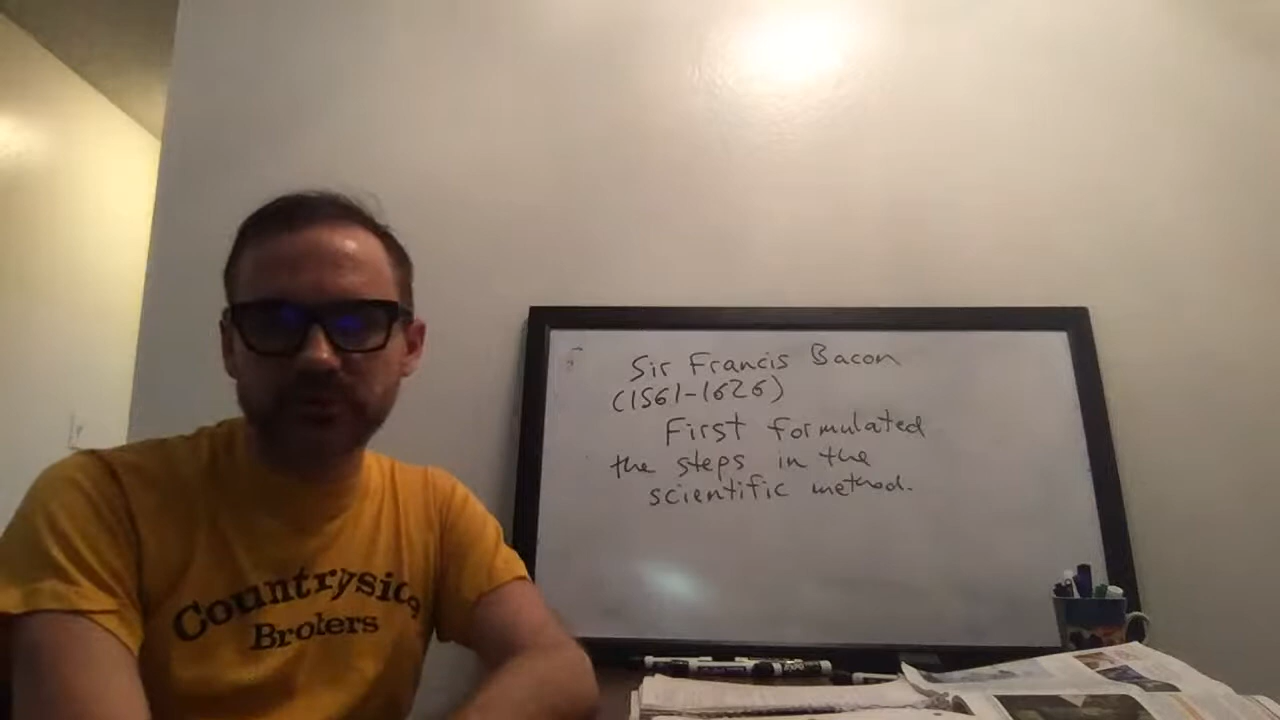 Sir Francis Bacon
(1561-1626)
First formulated
the steps in the
scientific method.
Countryside
Brokers